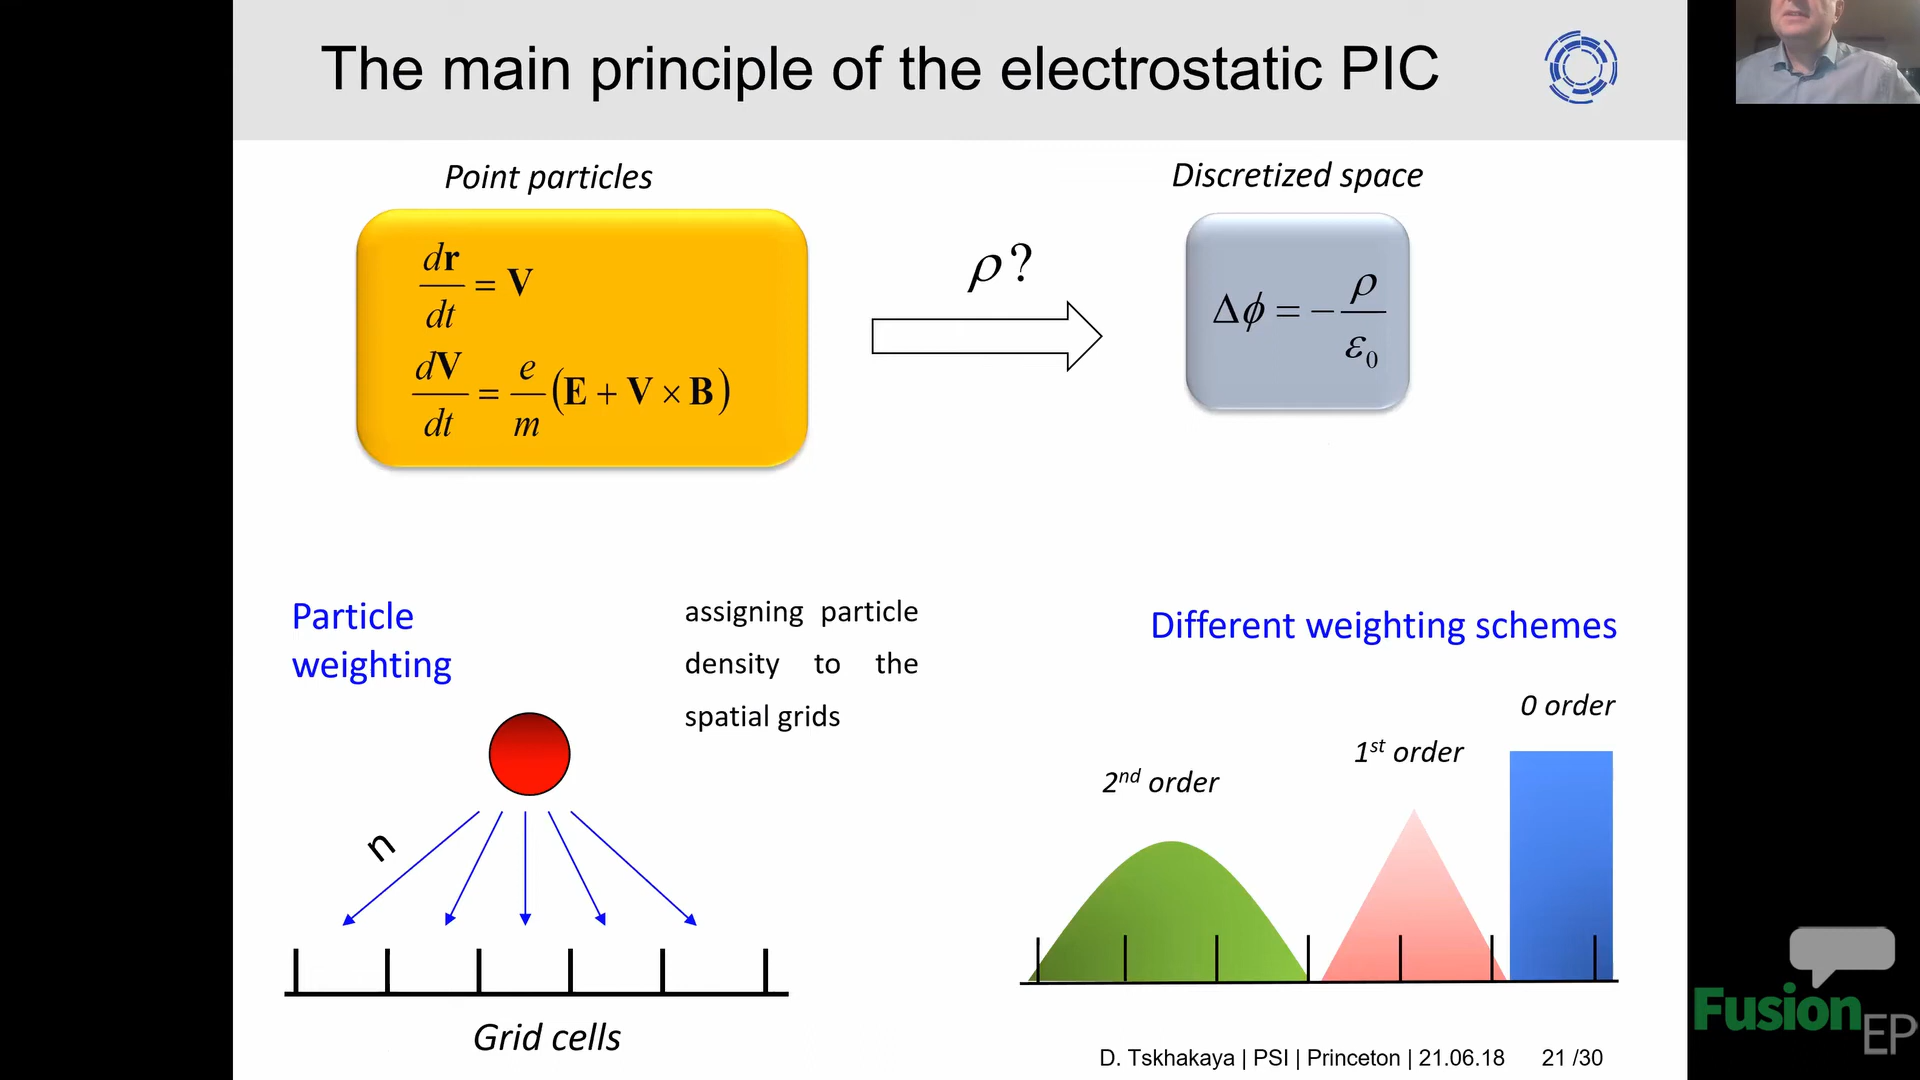 The main principle of the electrostatic PIC
Point particles
Discretized space
dr/dt = V
dV/dt = e/m (E + V × B)
ρ?
Δϕ = − ρ/ε₀
Particle
weighting
assigning particle
density to the
spatial grids
Different weighting schemes
0 order
1st order
2nd order
n
Grid cells
D. Tskhakaya | PSI | Princeton | 21.06.18 21 /30
Fusion
EP